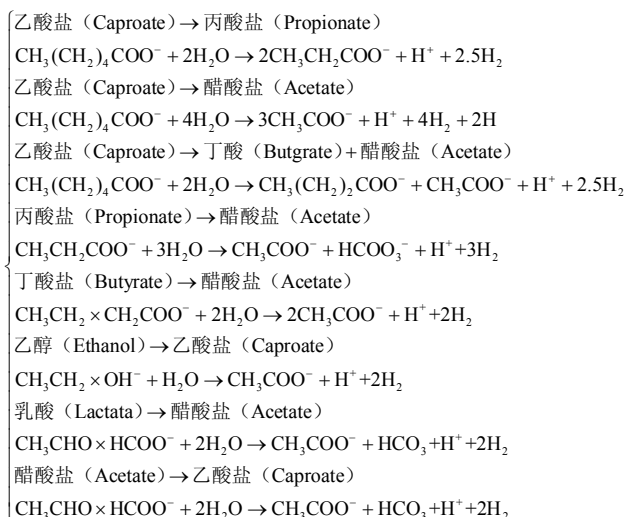 乙酸盐（Caproate）→丙酸盐（Propionate）
CH₃(CH₂)₄COO⁻ + 2H₂O → 2CH₃CH₂COO⁻ + H⁺ + 2.5H₂
乙酸盐（Caproate）→醋酸盐（Acetate）
CH₃(CH₂)₄COO⁻ + 4H₂O → 3CH₃COO⁻ + H⁺ + 4H₂ + 2H
乙酸盐（Caproate）→丁酸（Butgrate）+醋酸盐（Acetate）
CH₃(CH₂)₄COO⁻ + 2H₂O → CH₃(CH₂)₂COO⁻ + CH₃COO⁻ + H⁺ + 2.5H₂
丙酸盐（Propionate）→醋酸盐（Acetate）
CH₃CH₂COO⁻ + 3H₂O → CH₃COO⁻ + HCOO₃⁻ + H⁺+3H₂
丁酸盐（Butyrate）→醋酸盐（Acetate）
CH₃CH₂ × CH₂COO⁻ + 2H₂O → 2CH₃COO⁻ + H⁺+2H₂
乙醇（Ethanol）→乙酸盐（Caproate）
CH₃CH₂ × OH⁻ + H₂O → CH₃COO⁻ + H⁺+2H₂
乳酸（Lactata）→醋酸盐（Acetate）
CH₃CHO × HCOO⁻ + 2H₂O → CH₃COO⁻ + HCO₃+H⁺+2H₂
醋酸盐（Acetate）→乙酸盐（Caproate）
CH₃CHO × HCOO⁻ + 2H₂O → CH₃COO⁻ + HCO₃+H⁺+2H₂